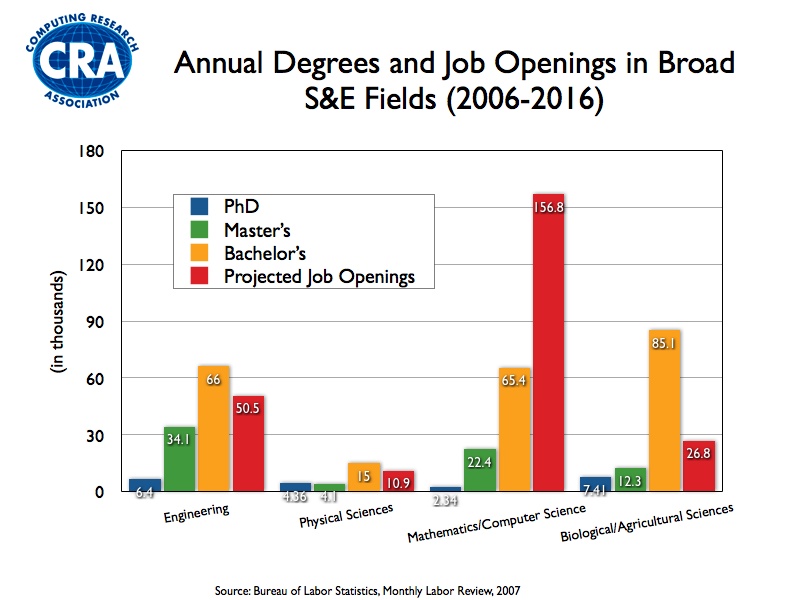 COMPUTING RESEARCH
CRA
ASSOCIATION
Annual Degrees and Job Openings in Broad
S&E Fields (2006-2016)
(in thousands)
180
150
120
90
60
30
0
PhD
Master's
Bachelor's
Projected Job Openings
6.4
34.1
66
50.5
4.36
4.1
15
10.9
2.34
22.4
65.4
156.8
7.41
12.3
85.1
26.8
Engineering
Physical Sciences
Mathematics/Computer Science
Biological/Agricultural Sciences
Source: Bureau of Labor Statistics, Monthly Labor Review, 2007